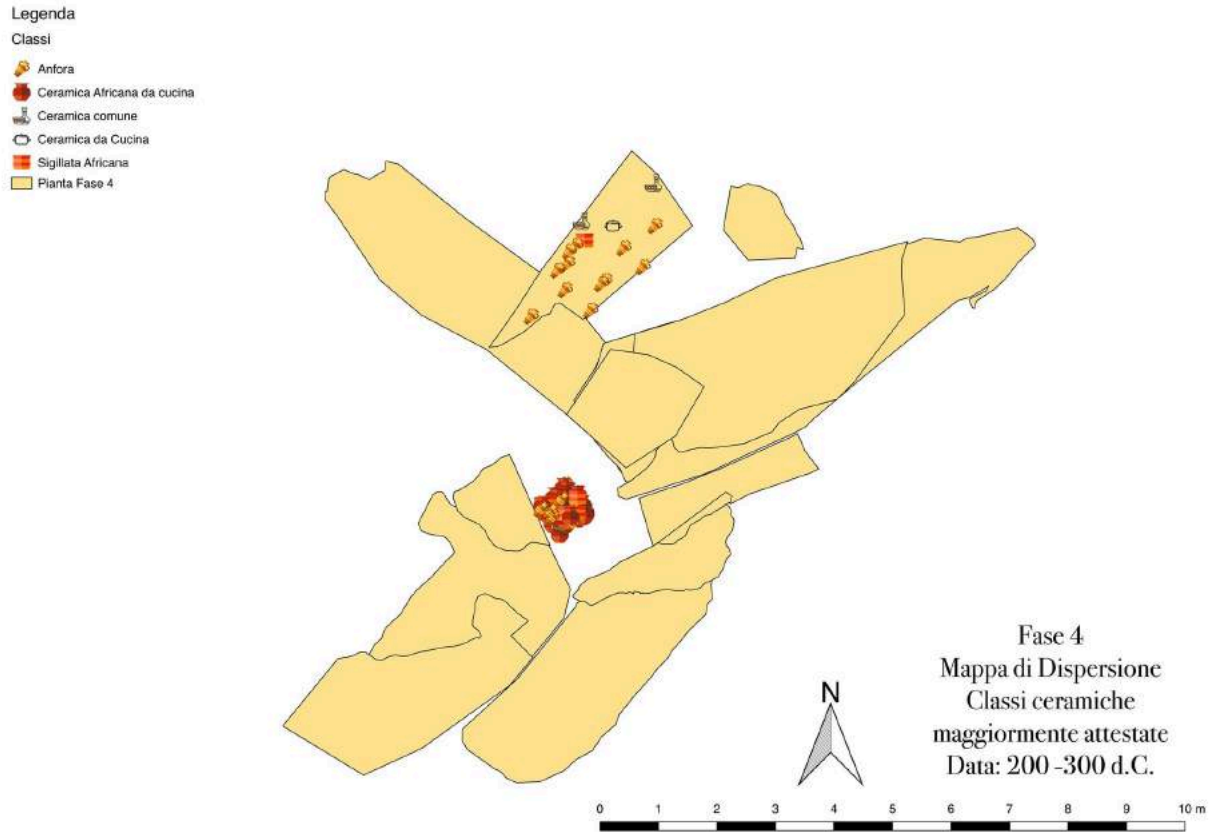 Legenda
Classi
Anfora
Ceramica Africana da cucina
Ceramica comune
Ceramica da Cucina
Sigillata Africana
Pianta Fase 4
Fase 4
Mappa di Dispersione
Classi ceramiche
maggiormente attestate
Data: 200 -300 d.C.
N
0 1 2 3 4 5 6 7 8 9 10 m